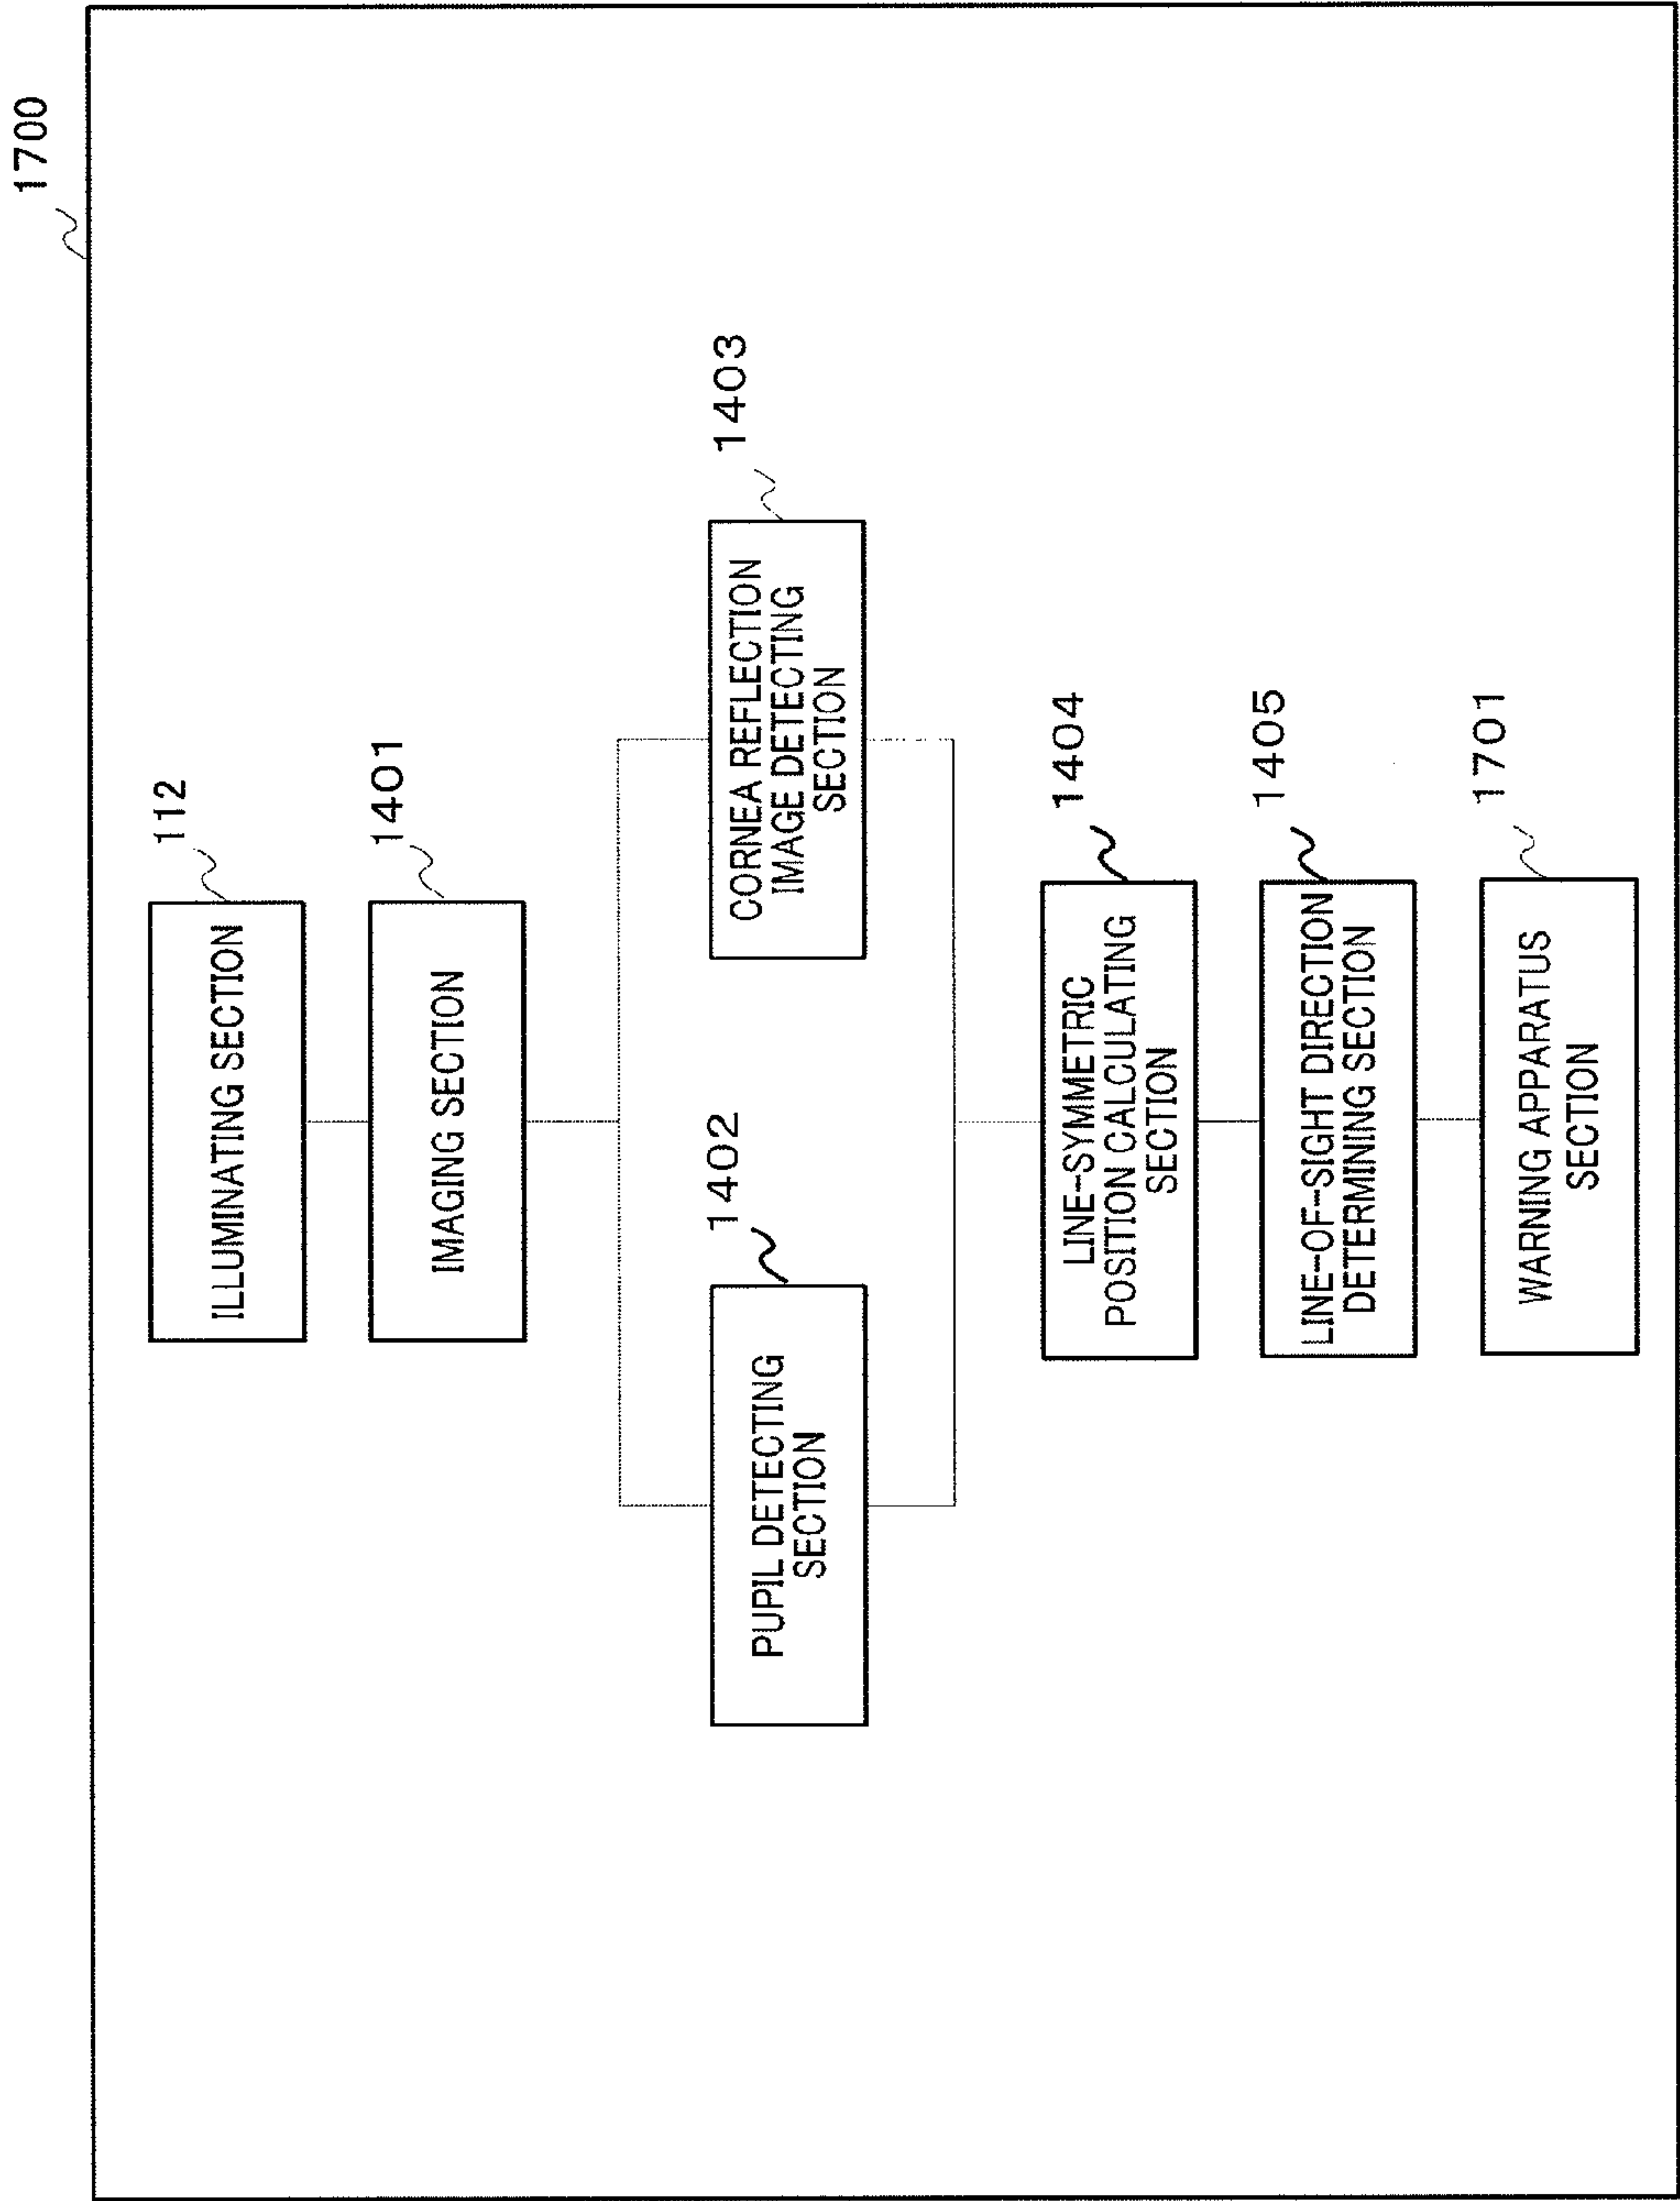 1700
ILLUMINATING SECTION
112
IMAGING SECTION
1401
PUPIL DETECTING
SECTION
1402
CORNEA REFLECTION
IMAGE DETECTING
SECTION
1403
LINE-SYMMETRIC
POSITION CALCULATING
SECTION
1404
LINE-OF-SIGHT DIRECTION
DETERMINING SECTION
1405
WARNING APPARATUS
SECTION
1701